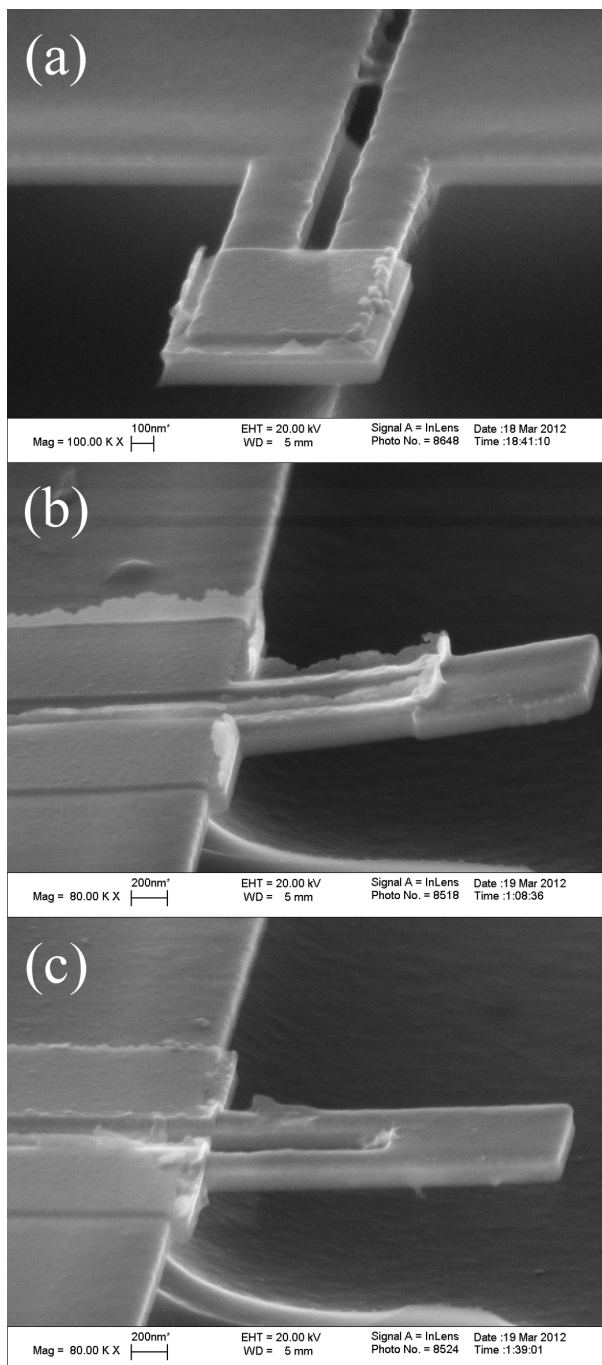 (a)
100nm* EHT = 20.00 kV Signal A = InLens Date :18 Mar 2012
Mag = 100.00 K X WD = 5 mm Photo No. = 8648 Time :18:41:10
(b)
200nm* EHT = 20.00 kV Signal A = InLens Date :19 Mar 2012
Mag = 80.00 K X WD = 5 mm Photo No. = 8518 Time :1:08:36
(c)
200nm* EHT = 20.00 kV Signal A = InLens Date :19 Mar 2012
Mag = 80.00 K X WD = 5 mm Photo No. = 8524 Time :1:39:01